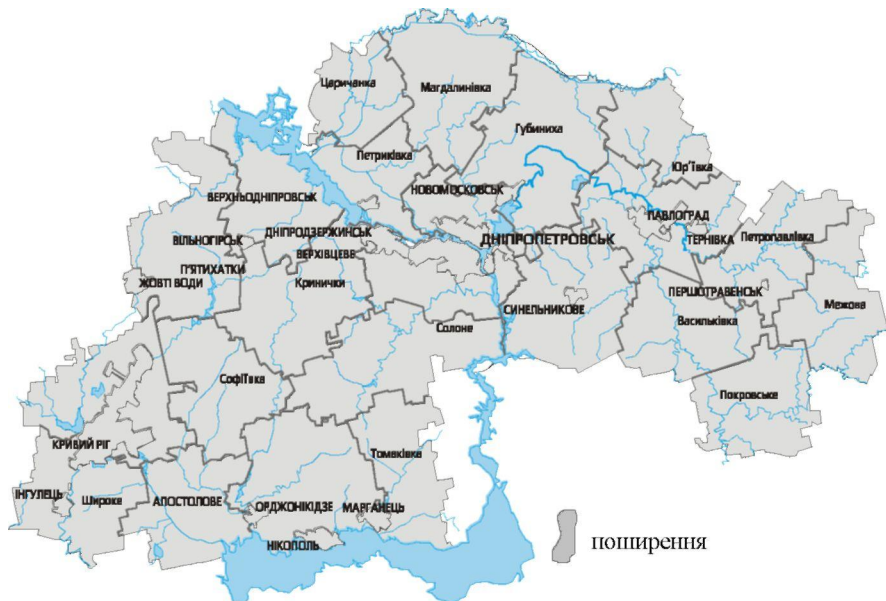 Царичанка
Магдалинівка
Губиниха
Петриківка
Юр'ївка
НОВОМОСКОВСЬК
ВЕРХНЬОДНІПРОВСЬК
ПАВЛОГРАД
ДНІПРОДЗЕРЖИНСЬК
ДНІПРОПЕТРОВСЬК
ТЕРНІВКА
Петропавлівка
ВІЛЬНОГІРСЬК
ВЕРХІВЦЕВЕ
П'ЯТИХАТКИ
ЖОВТІ ВОДИ
Кринички
ПЕРШОТРАВЕНСЬК
СИНЕЛЬНИКОВЕ
Межова
Васильківка
Солоне
Софіївка
Покровське
КРИВИЙ РІГ
Томаківка
ІНГУЛЕЦЬ
Широке
АПОСТОЛОВЕ
ОРДЖОНІКІДЗЕ
МАРГАНЕЦЬ
НІКОПОЛЬ
поширення